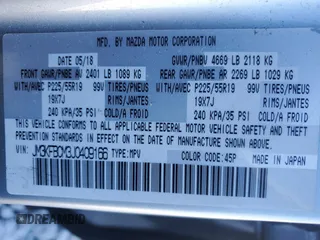 MFD. BY MAZDA MOTOR CORPORATION
DATE 05/18 GVWR/PNBV 4669 LB 2118 KG
FRONT GAWR/PNBE AV 2401 LB 1089 KG REAR GAWR/PNBE AR 2269 LB 1029 KG
WITH/AVEC P225/55R19 99V TIRES/PNEUS WITH/AVEC P225/55R19 99V TIRES/PNEUS
19X7J RIMS/JANTES 19X7J RIMS/JANTES
240 KPA/35 PSI COLD/A FROID 240 KPA/35 PSI COLD/A FROID
THIS VEHICLE CONFORMS TO ALL APPLICABLE FEDERAL MOTOR VEHICLE SAFETY,
BUMPER, AND THEFT PREVENTION STANDARDS IN
EFFECT ON THE DATE OF MANUFACTURE SHOWN ABOVE.
VIN: JM3KFBCM3J0409166 TYPE:MPV
COLOR CODE:45P MADE IN JAPAN
DREAMBID